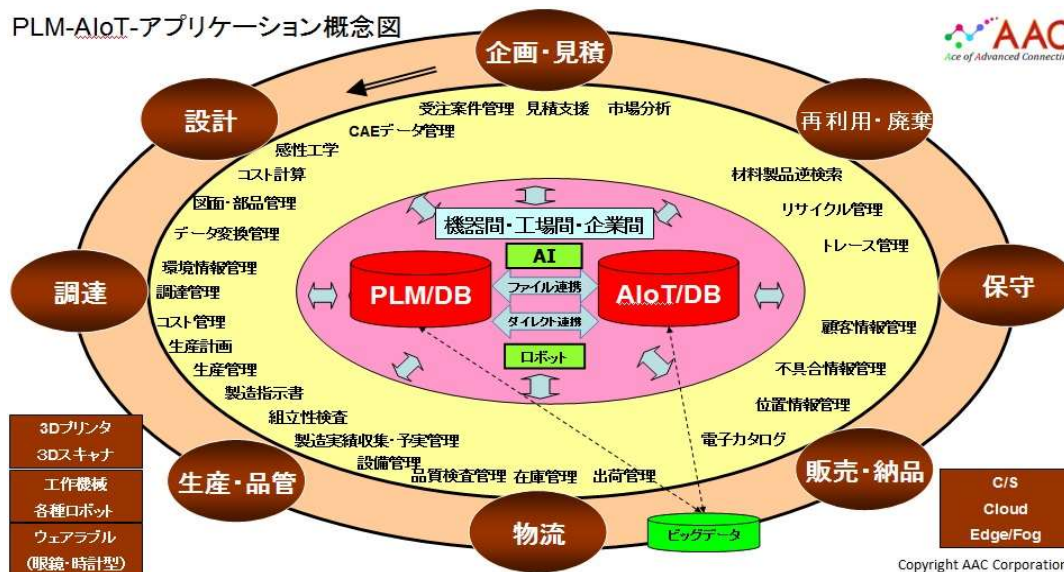 PLM-AIoT-アプリケーション概念図
AAC
Ace of Advanced Connectin
企画・見積
設計
再利用・廃棄
受注案件管理 見積支援 市場分析
CAEデータ管理
感性工学
コスト計算
図面・部品管理
データ変換管理
環境情報管理
調達管理
コスト管理
生産計画
生産管理
製造指示書
組立性検査
製造実績収集・予実管理
設備管理
品質検査管理 在庫管理 出荷管理
材料製品逆検索
リサイクル管理
トレース管理
顧客情報管理
不具合情報管理
位置情報管理
電子カタログ
機器間・工場間・企業間
AI
PLM/DB
ファイル連携
AIoT/DB
ダイレクト連携
ロボット
調達
保守
生産・品管
販売・納品
物流
ビッグデータ
3Dプリンタ
3Dスキャナ
工作機械
各種ロボット
ウェアラブル
(眼鏡・時計型)
C/S
Cloud
Edge/Fog
Copyright AAC Corporation